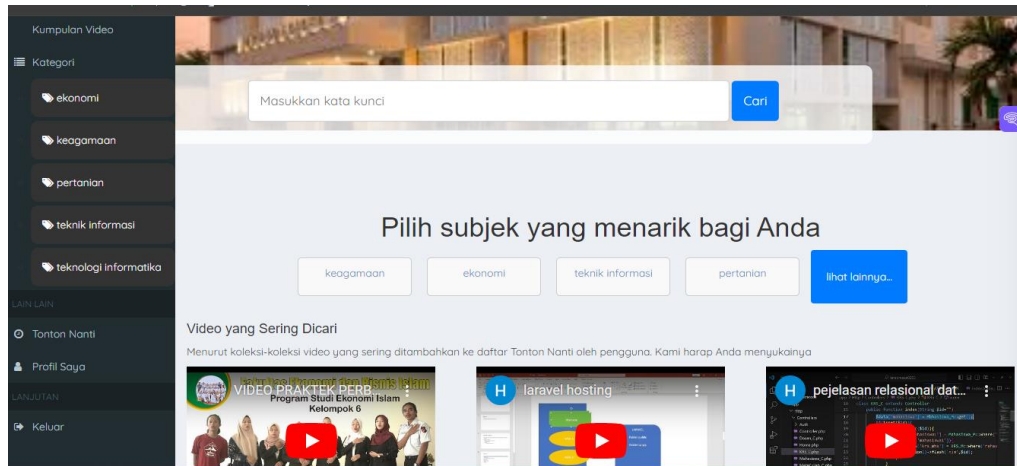 Kumpulan Video
Kategori
ekonomi
keagamaan
pertanian
teknik informasi
teknologi informatika
LAIN LAIN
Tonton Nanti
Profil Saya
LANJUTAN
Keluar
Masukkan kata kunci
Cari
Pilih subjek yang menarik bagi Anda
keagamaan
ekonomi
teknik informasi
pertanian
lihat lainnya...
Video yang Sering Dicari
Menurut koleksi-koleksi video yang sering ditambahkan ke daftar Tonton Nanti oleh pengguna. Kami harap Anda menyukainya
VIDEO PRAKTEK PERB...
Program Studi Ekonomi Islam
Kelompok 6
H
laravel hosting
H
pejelasan relasional dat...